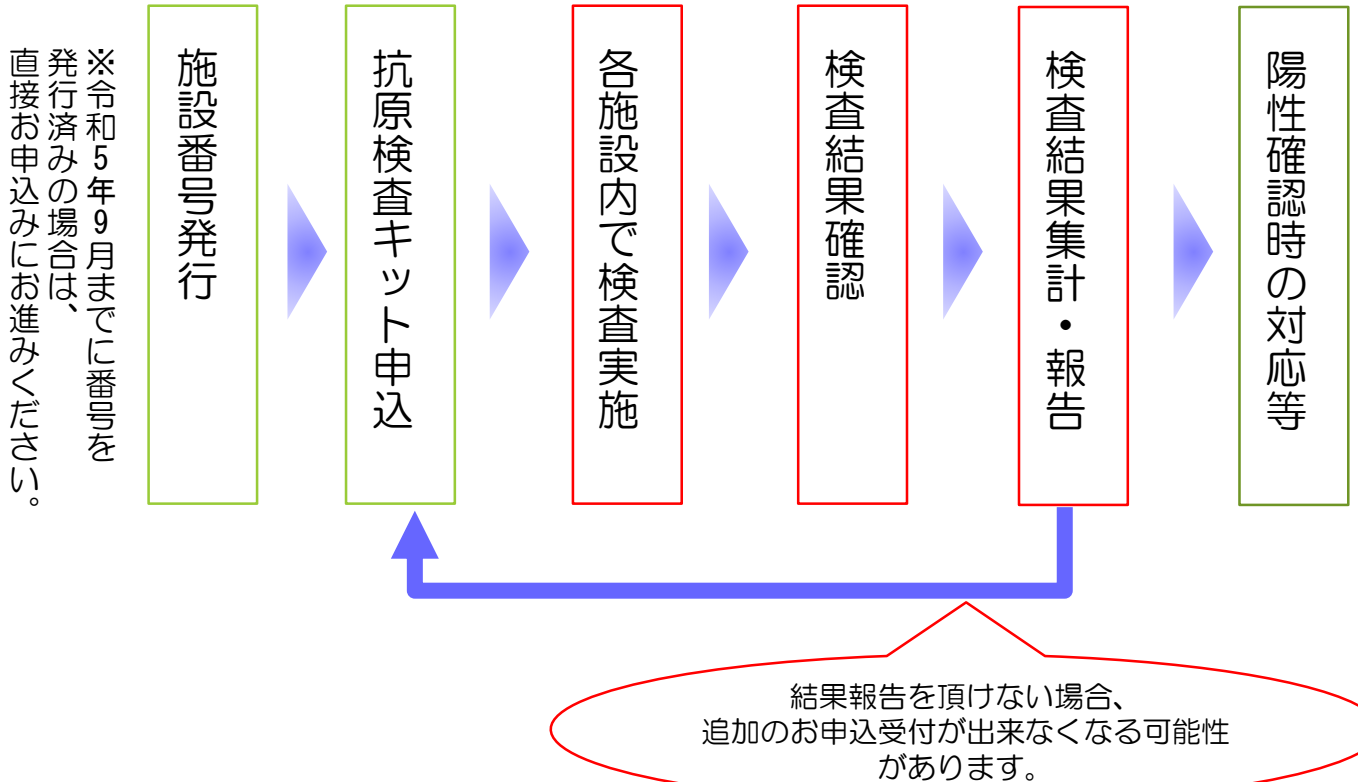 ※令和5年9月までに番号を
発行済みの場合は、
直接お申込みにお進みください。
施設番号発行
抗原検査キット申込
各施設内で検査実施
検査結果確認
検査結果集計・報告
陽性確認時の対応等
結果報告を頂けない場合、
追加のお申込受付が出来なくなる可能性
があります。